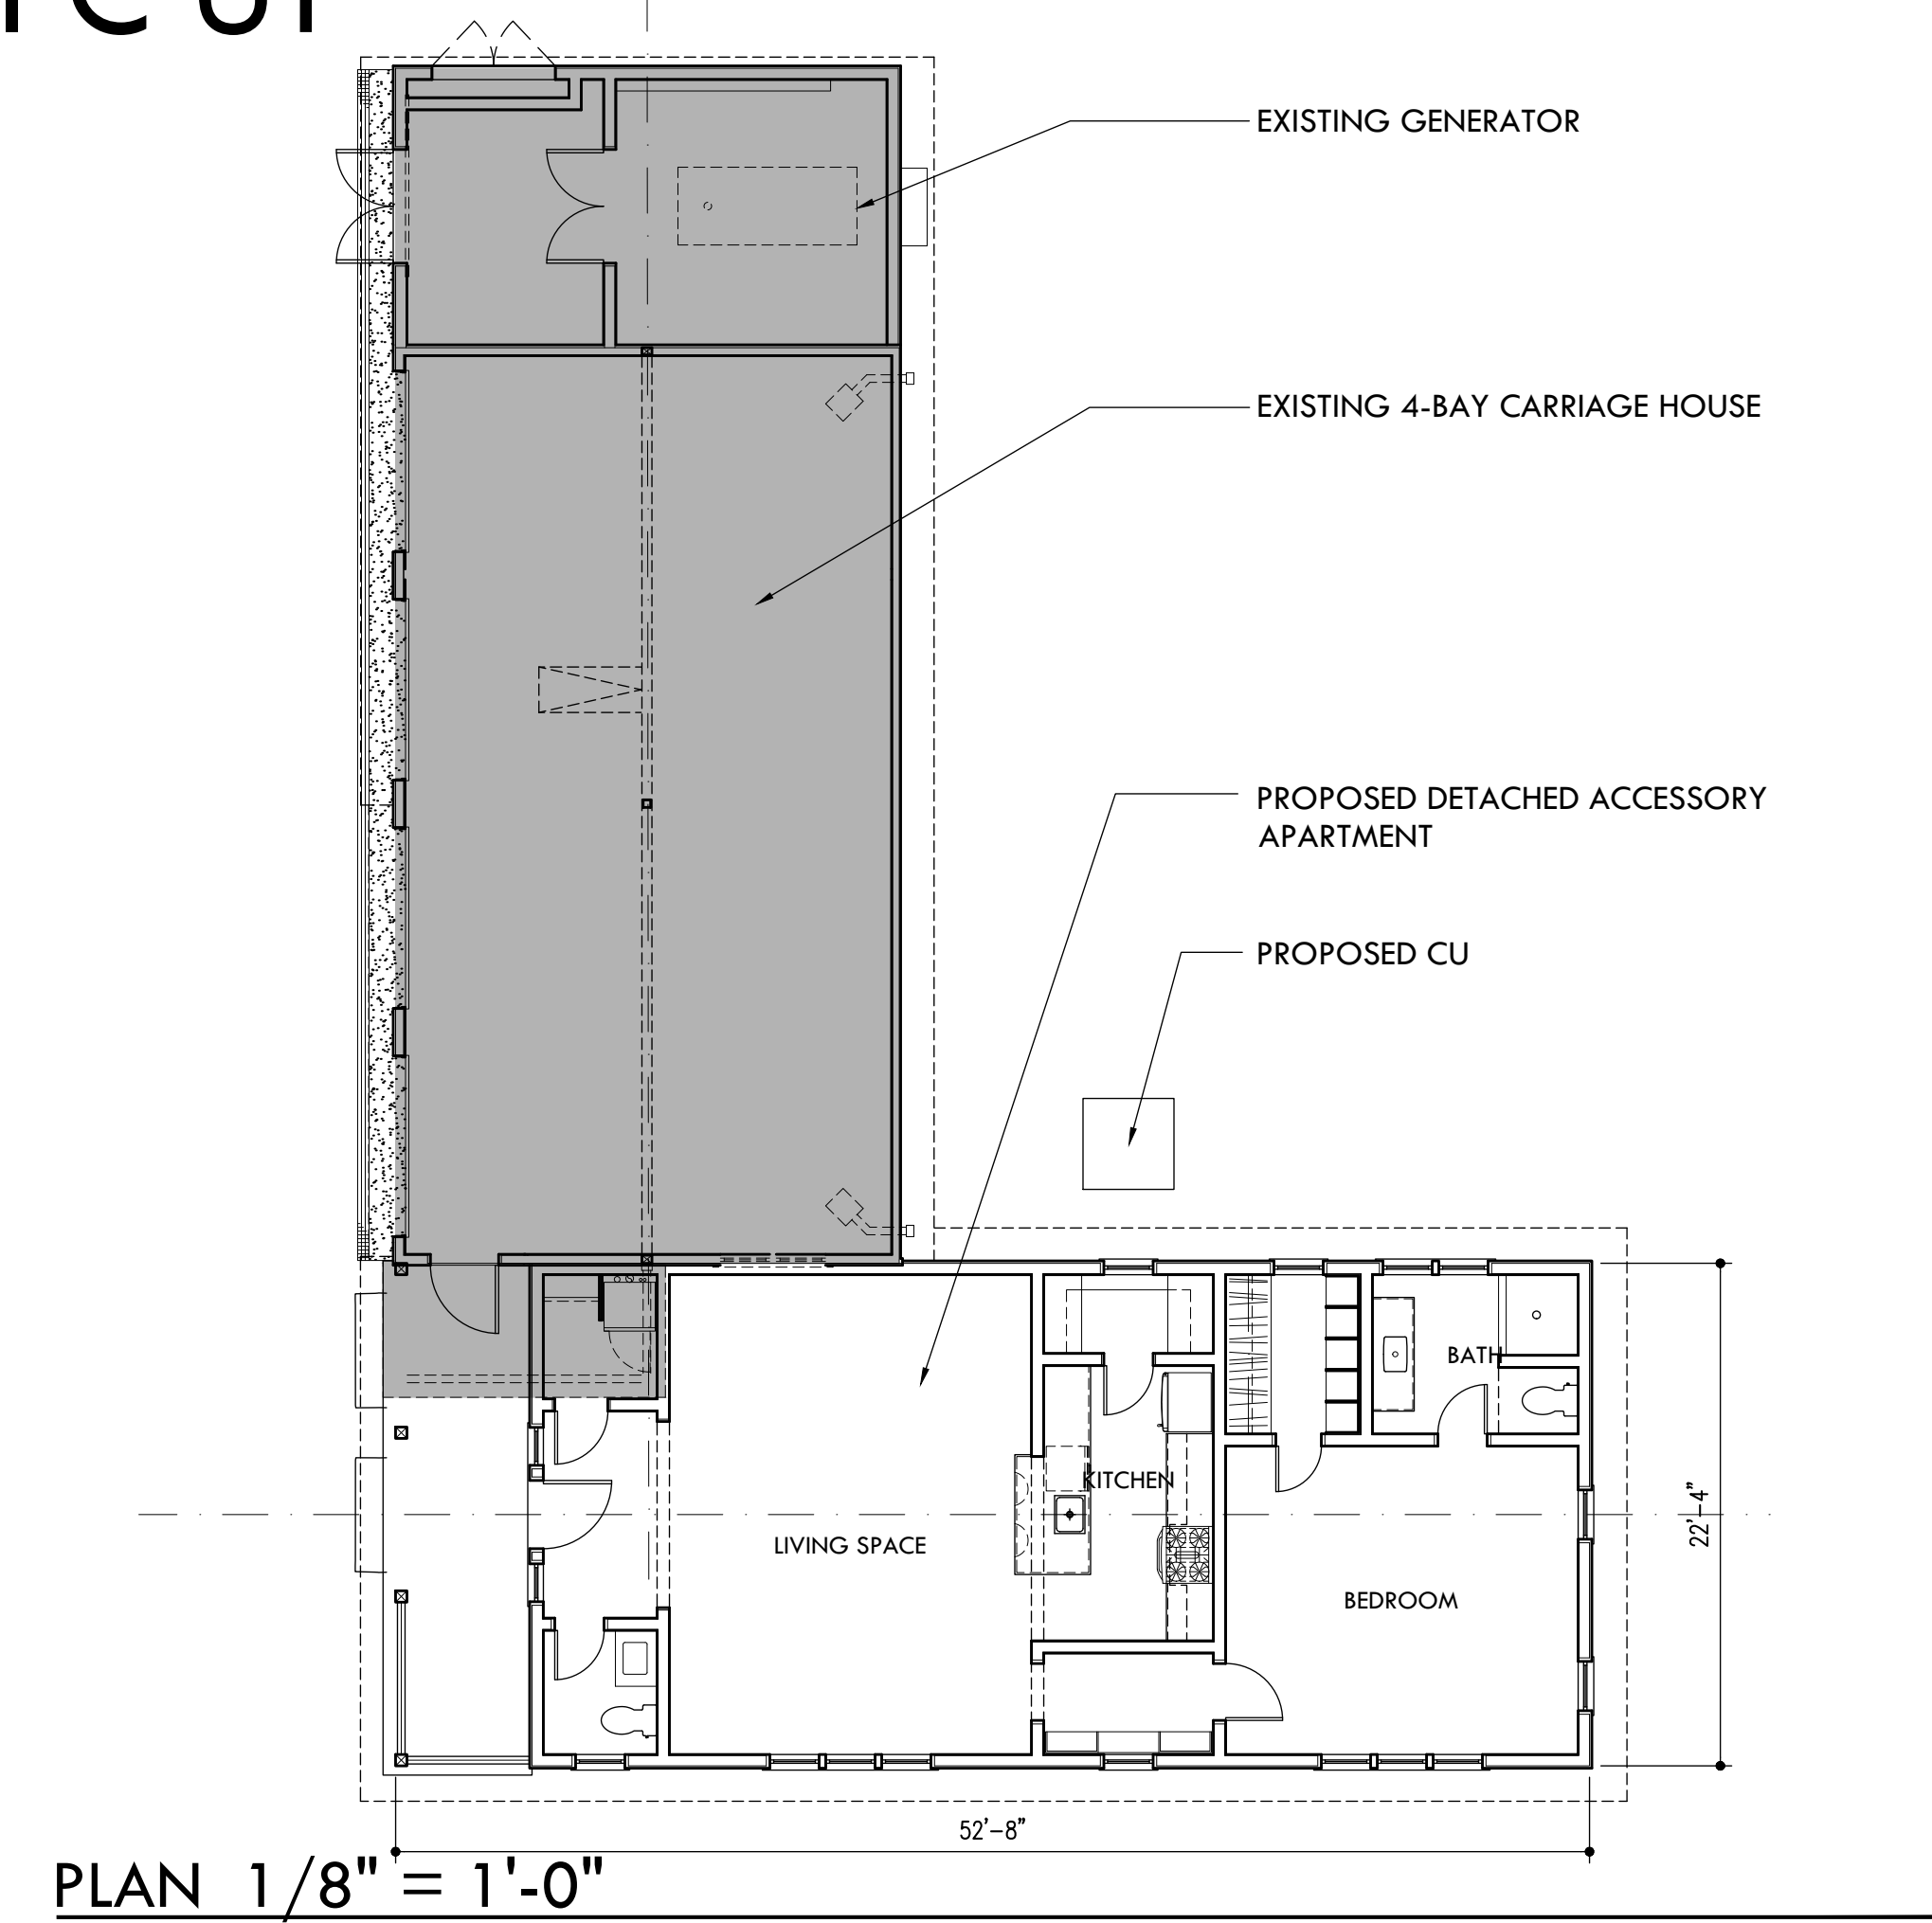 EXISTING GENERATOR
EXISTING 4-BAY CARRIAGE HOUSE
PROPOSED DETACHED ACCESSORY
APARTMENT
PROPOSED CU
BATH
KITCHEN
LIVING SPACE
BEDROOM
22'-4"
52'-8"
PLAN 1/8" = 1'-0"